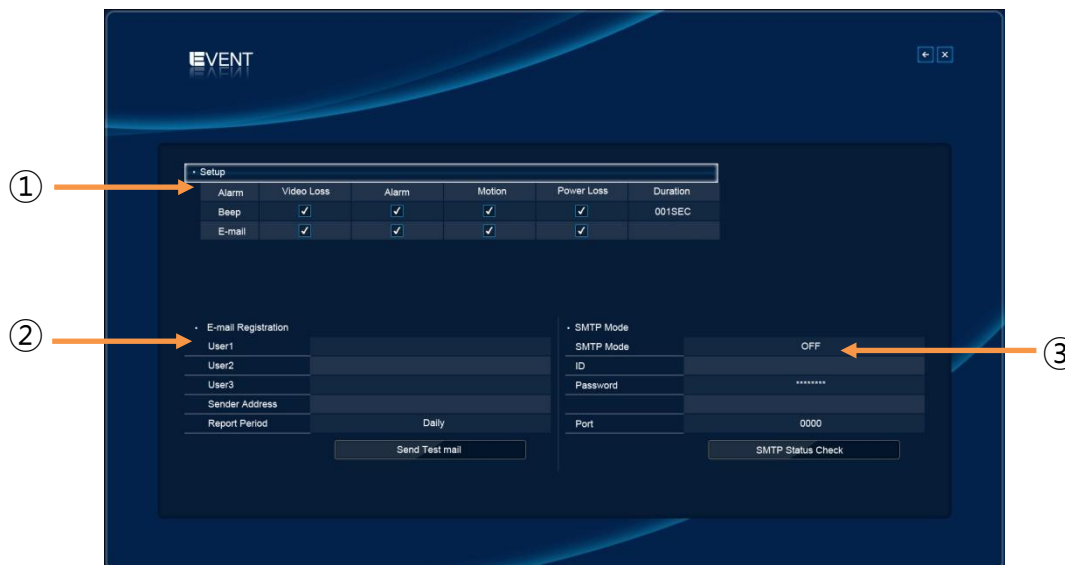 EVENT
①
Setup
Alarm Video Loss Alarm Motion Power Loss Duration
Beep 001SEC
E-mail
②
E-mail Registration
User1
User2
User3
Sender Address
Report Period Daily
Send Test mail
SMTP Mode
SMTP Mode OFF
ID
Password ********
Port 0000
SMTP Status Check
③